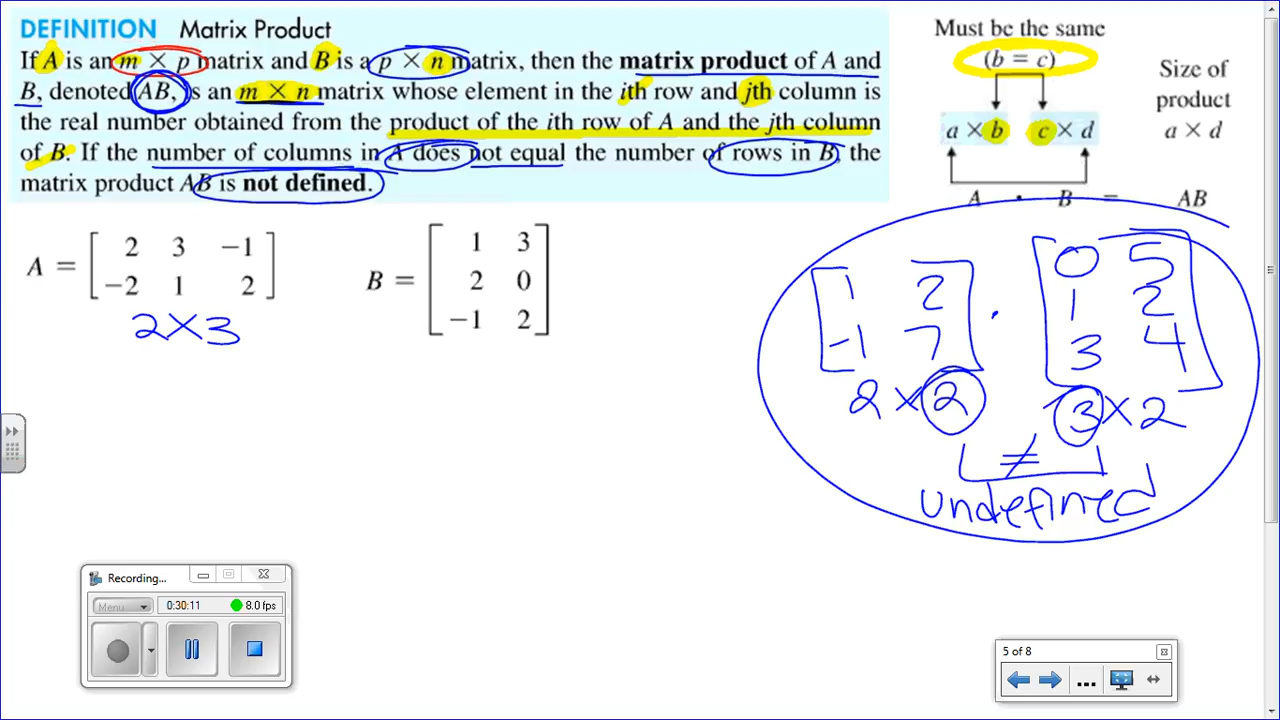 DEFINITION Matrix Product
If A is an m × p matrix and B is a p × n matrix, then the matrix product of A and
B, denoted AB, is an m × n matrix whose element in the ith row and jth column is
the real number obtained from the product of the ith row of A and the jth column
of B. If the number of columns in A does not equal the number of rows in B, the
matrix product AB is not defined.
Must be the same
(b = c)
Size of
product
a × b c × d a × d
A · B = AB
A = [ 2 3 −1
−2 1 2 ]
2×3
B = [ 1 3
2 0
−1 2 ]
[ 1 2
-1 7 ]
2×2
·
[ 0 5
1 2
3 4 ]
3×2
≠
undefined
Recording...
Menu 0:30:11 8.0 fps
5 of 8
...